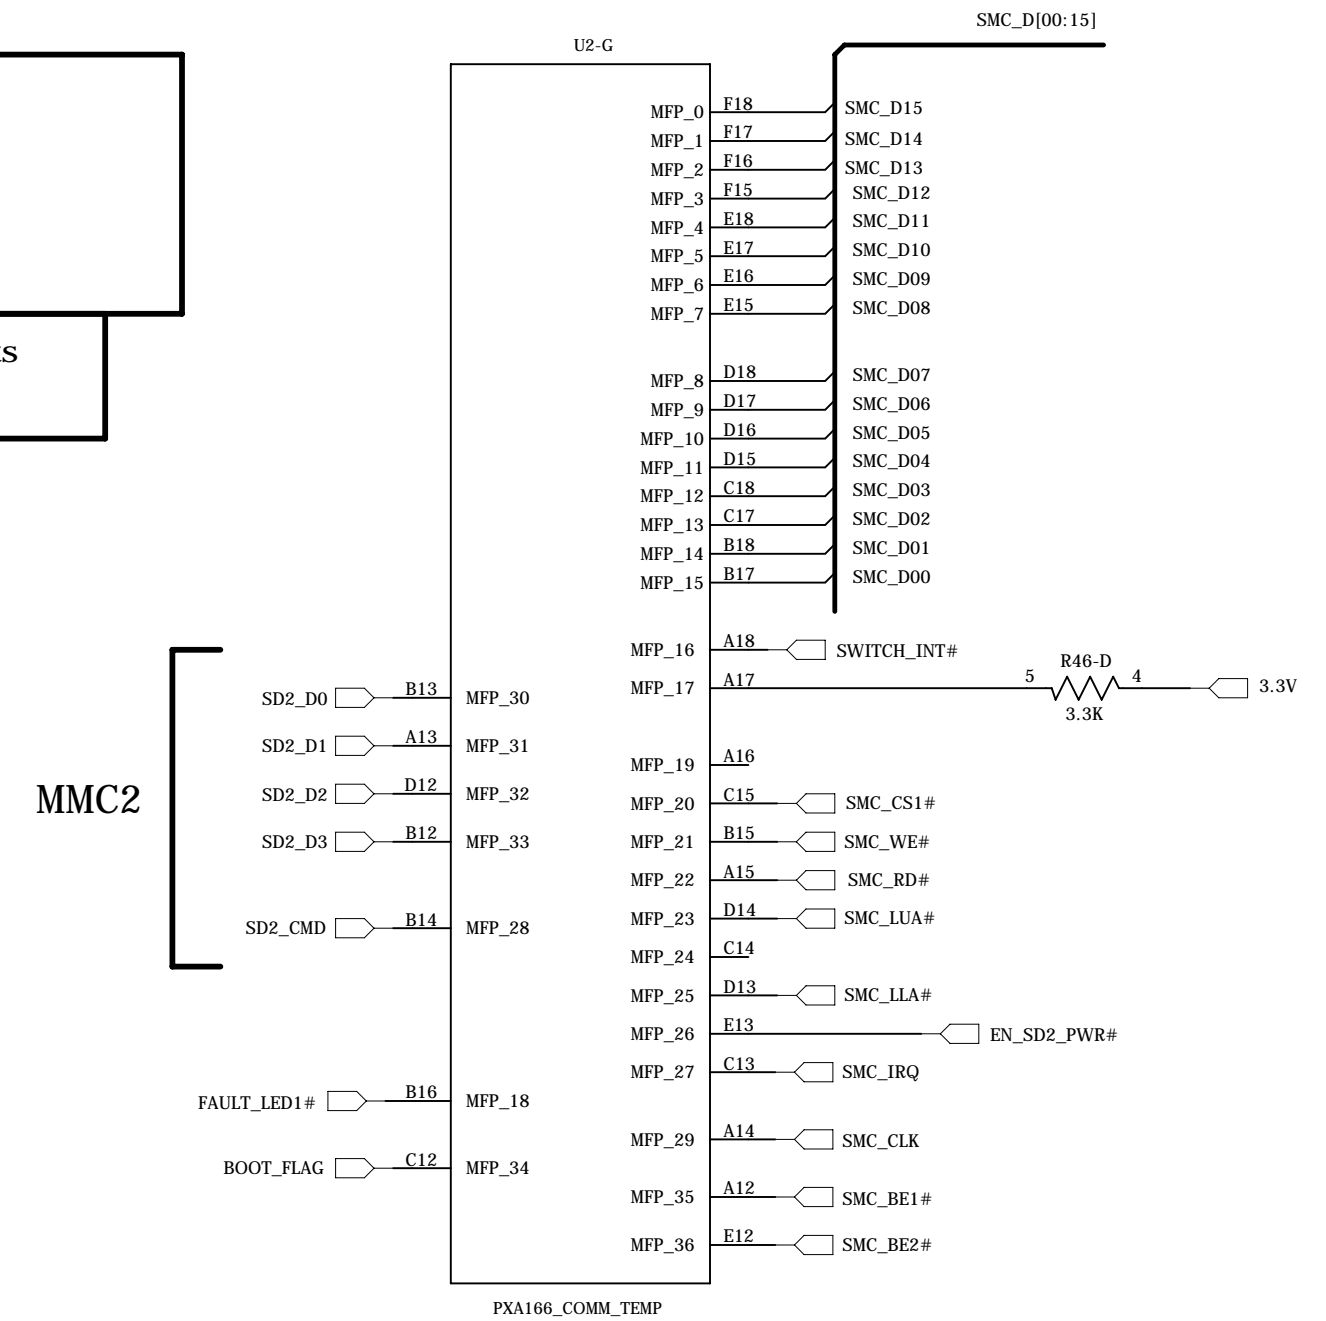 SMC_D[00:15]
U2-G
MFP_0 F18 SMC_D15
MFP_1 F17 SMC_D14
MFP_2 F16 SMC_D13
MFP_3 F15 SMC_D12
MFP_4 E18 SMC_D11
MFP_5 E17 SMC_D10
MFP_6 E16 SMC_D09
MFP_7 E15 SMC_D08
ts
MFP_8 D18 SMC_D07
MFP_9 D17 SMC_D06
MFP_10 D16 SMC_D05
MFP_11 D15 SMC_D04
MFP_12 C18 SMC_D03
MFP_13 C17 SMC_D02
MFP_14 B18 SMC_D01
MFP_15 B17 SMC_D00
MFP_16 A18 SWITCH_INT#
R46-D
MFP_17 A17 5 4 3.3V
3.3K
SD2_D0 B13 MFP_30
SD2_D1 A13 MFP_31
MFP_19 A16
MMC2
SD2_D2 D12 MFP_32
MFP_20 C15 SMC_CS1#
SD2_D3 B12 MFP_33
MFP_21 B15 SMC_WE#
MFP_22 A15 SMC_RD#
MFP_23 D14 SMC_LUA#
SD2_CMD B14 MFP_28
MFP_24 C14
MFP_25 D13 SMC_LLA#
MFP_26 E13 EN_SD2_PWR#
MFP_27 C13 SMC_IRQ
FAULT_LED1# B16 MFP_18
MFP_29 A14 SMC_CLK
BOOT_FLAG C12 MFP_34
MFP_35 A12 SMC_BE1#
MFP_36 E12 SMC_BE2#
PXA166_COMM_TEMP